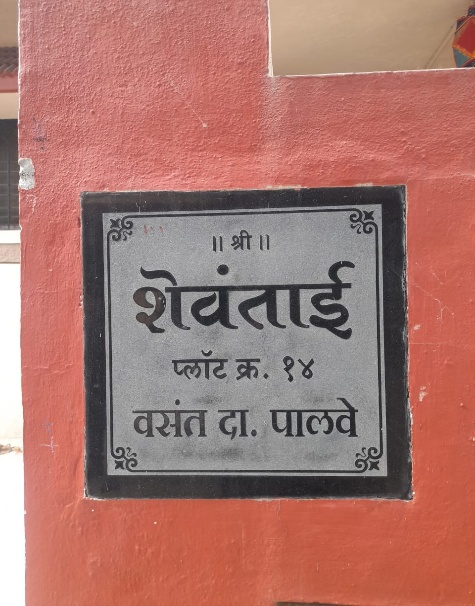 ॥ श्री ॥
शेवंताई
प्लॉट क्र. १४
वसंत दा. पालवे